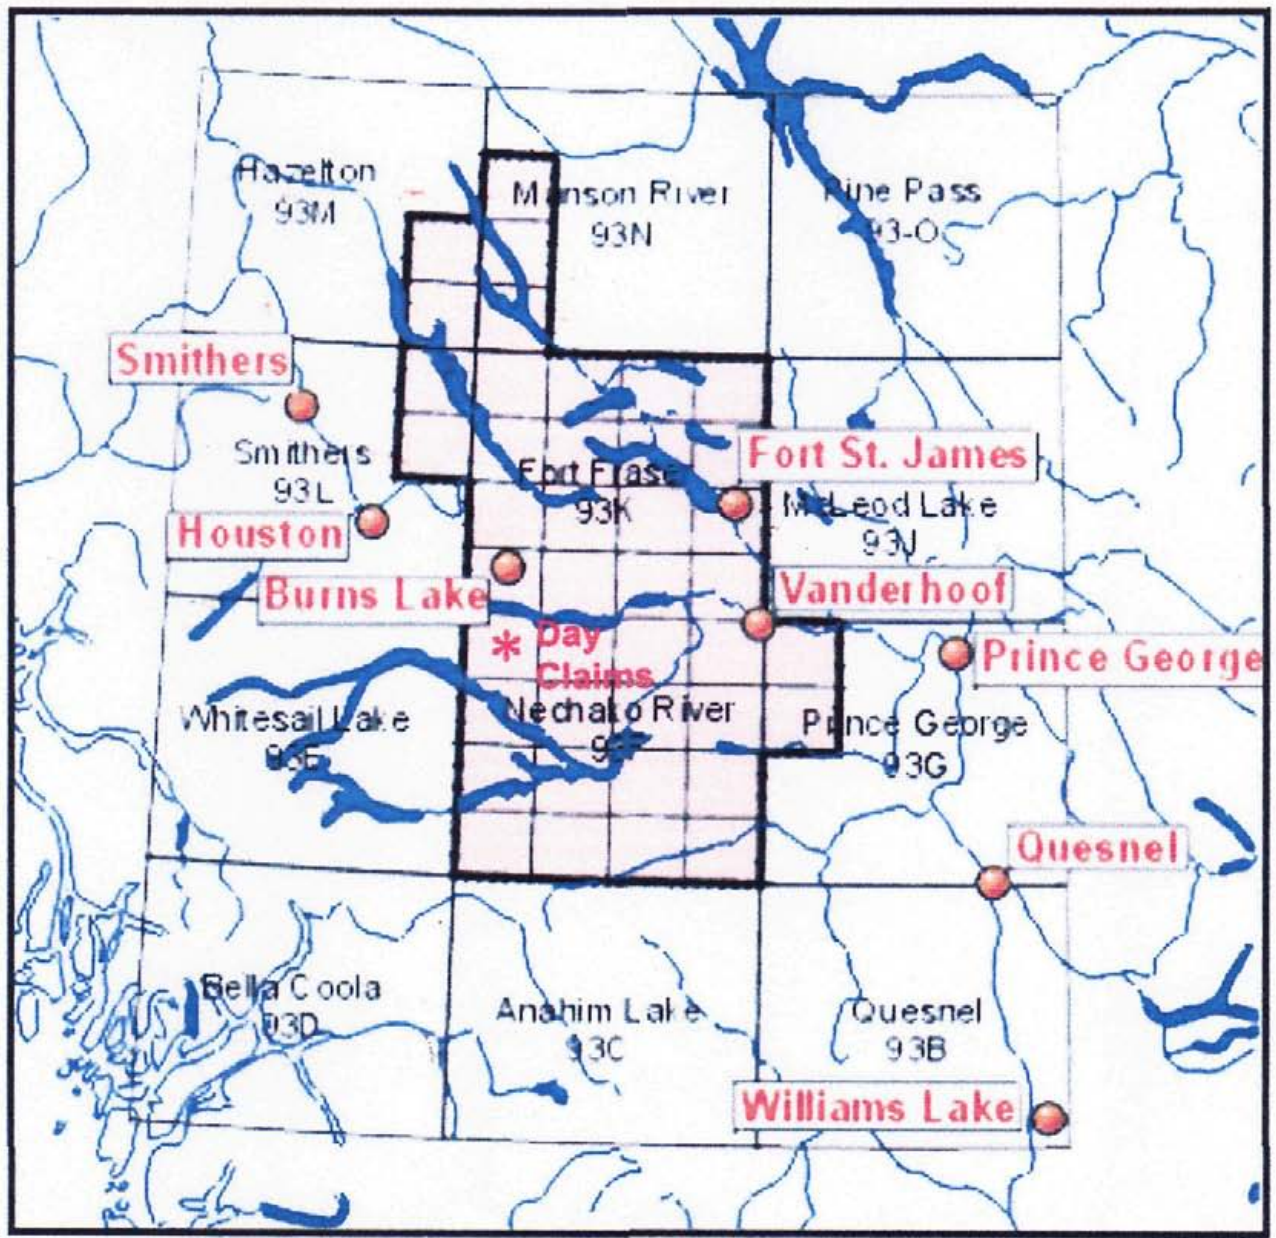 Hazelton
93M
Manson River
93N
Pine Pass
93-O
Smithers
Smithers
93L
Fort St. James
Fort Fraser
93K
McLeod Lake
93J
Houston
Burns Lake
Vanderhoof
* Day
Claims
Prince George
Whitesail Lake
93E
Nechako River
93F
Prince George
93G
Quesnel
Bella Coola
93D
Anahim Lake
93C
Quesnel
93B
Williams Lake